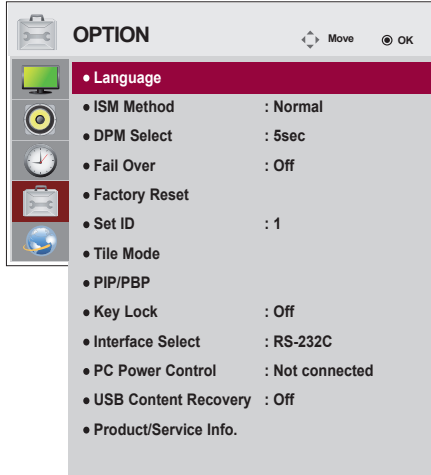 OPTION Move OK
• Language
• ISM Method : Normal
• DPM Select : 5sec
• Fail Over : Off
• Factory Reset
• Set ID : 1
• Tile Mode
• PIP/PBP
• Key Lock : Off
• Interface Select : RS-232C
• PC Power Control : Not connected
• USB Content Recovery : Off
• Product/Service Info.